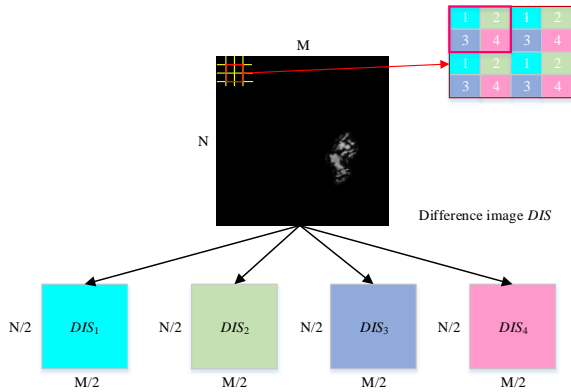 1 2 1 2
3 4 3 4
1 2 1 2
3 4 3 4
M
N
Difference image DIS
N/2 DIS₁ N/2 DIS₂ N/2 DIS₃ N/2 DIS₄
M/2 M/2 M/2 M/2